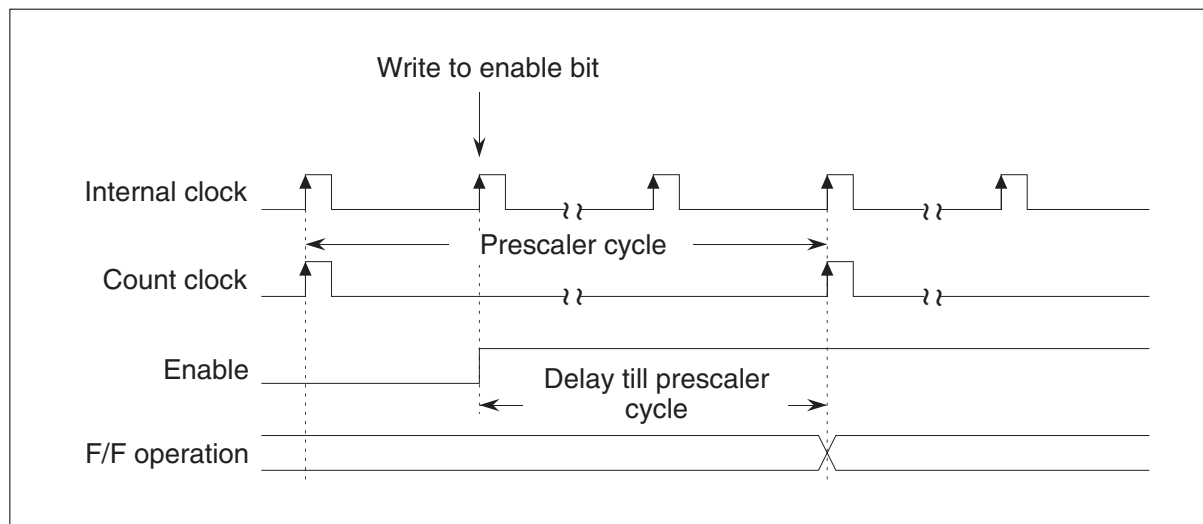 Write to enable bit
Internal clock
Prescaler cycle
Count clock
Enable
Delay till prescaler
cycle
F/F operation